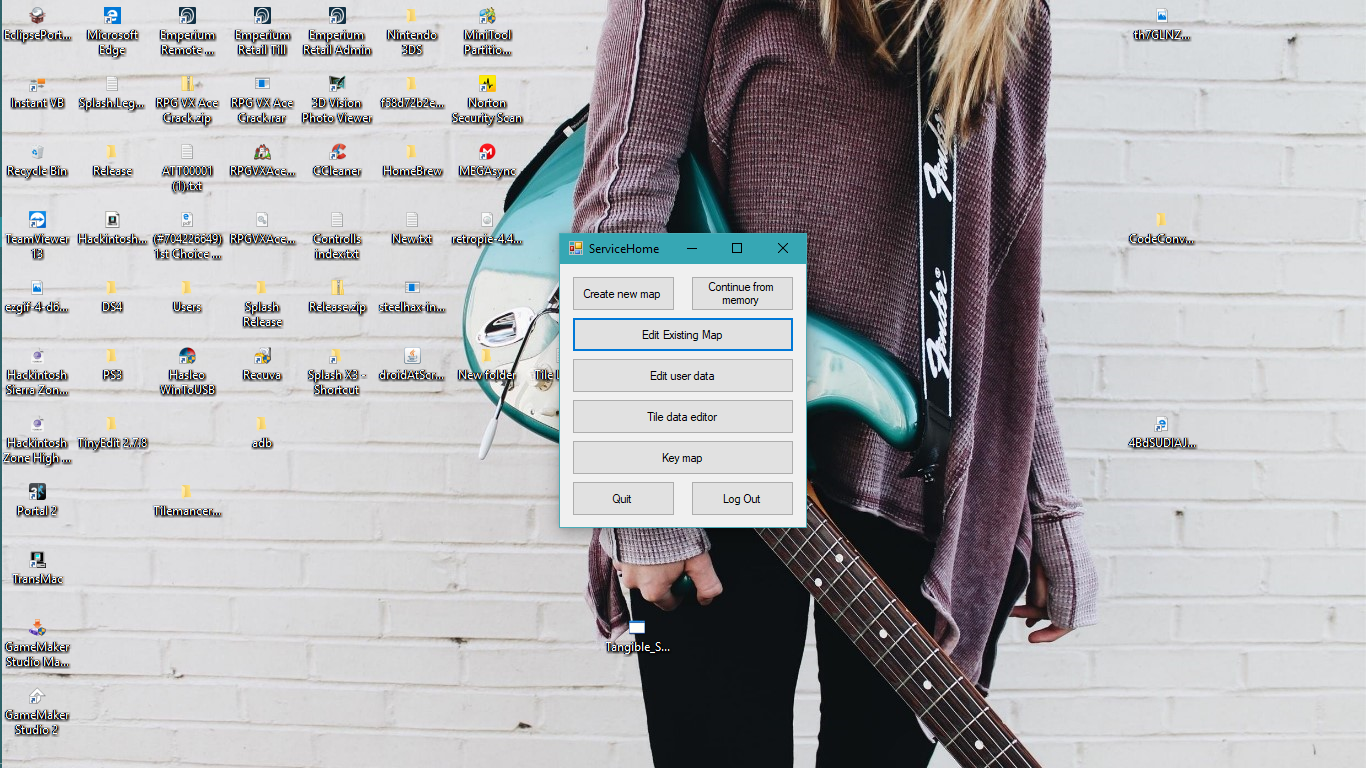 EclipsePort...
Microsoft
Edge
Emperium
Remote ...
Emperium
Retail Till
Emperium
Retail Admin
Nintendo
3DS
MiniTool
Partitio...
th7GLNZ...
Instant VB
Splash.Leg...
RPG VX Ace
Crack.zip
RPG VX Ace
Crack.rar
3D Vision
Photo Viewer
f38d72b2e...
Norton
Security Scan
Recycle Bin
Release
ATT00001
(1).txt
RPGVXAce...
CCleaner
HomeBrew
MEGAsync
TeamViewer
13
Hackintosh...
(#704226649)
1st Choice ...
RPGVXAce...
Controlls
index.txt
New.txt
retropie-4.4...
CodeConv...
ezgif-4-d6...
DS4
Users
Splash
Release
Release.zip
steelhax-in...
Hackintosh
Sierra Zon...
PS3
Hasleo
WinToUSB
Recuva
Splash X3 -
Shortcut
droidAtScr...
New folder
Tile
Hackintosh
Zone High ...
TinyEdit 2.7.8
adb
4BdSUDIAJ...
Portal 2
Tilemancer...
TransMac
GameMaker
Studio Ma...
GameMaker
Studio 2
Tangible_S...
ServiceHome
Create new map
Continue from
memory
Edit Existing Map
Edit user data
Tile data editor
Key map
Quit
Log Out
Fender
Fender